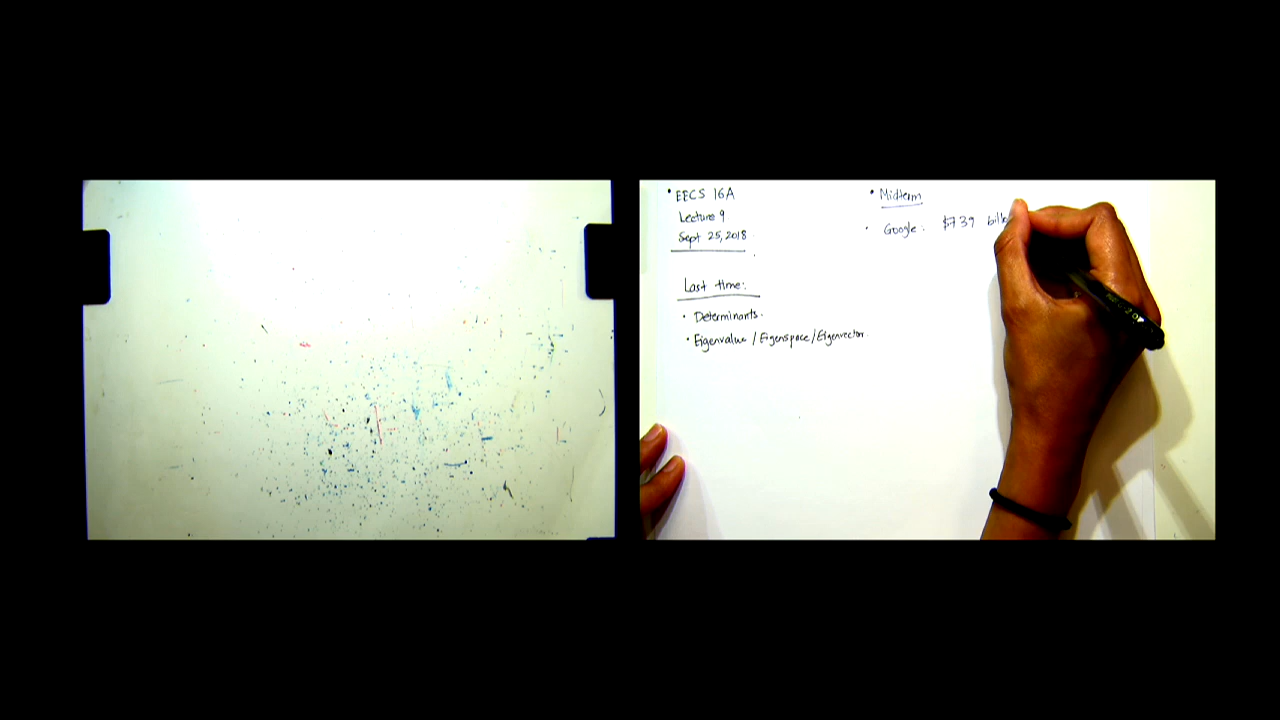 • EECS 16A
Lecture 9
Sept 25, 2018
Last time:
• Determinants.
• Eigenvalue / Eigenspace / Eigenvector
• Midterm
• Google: $739